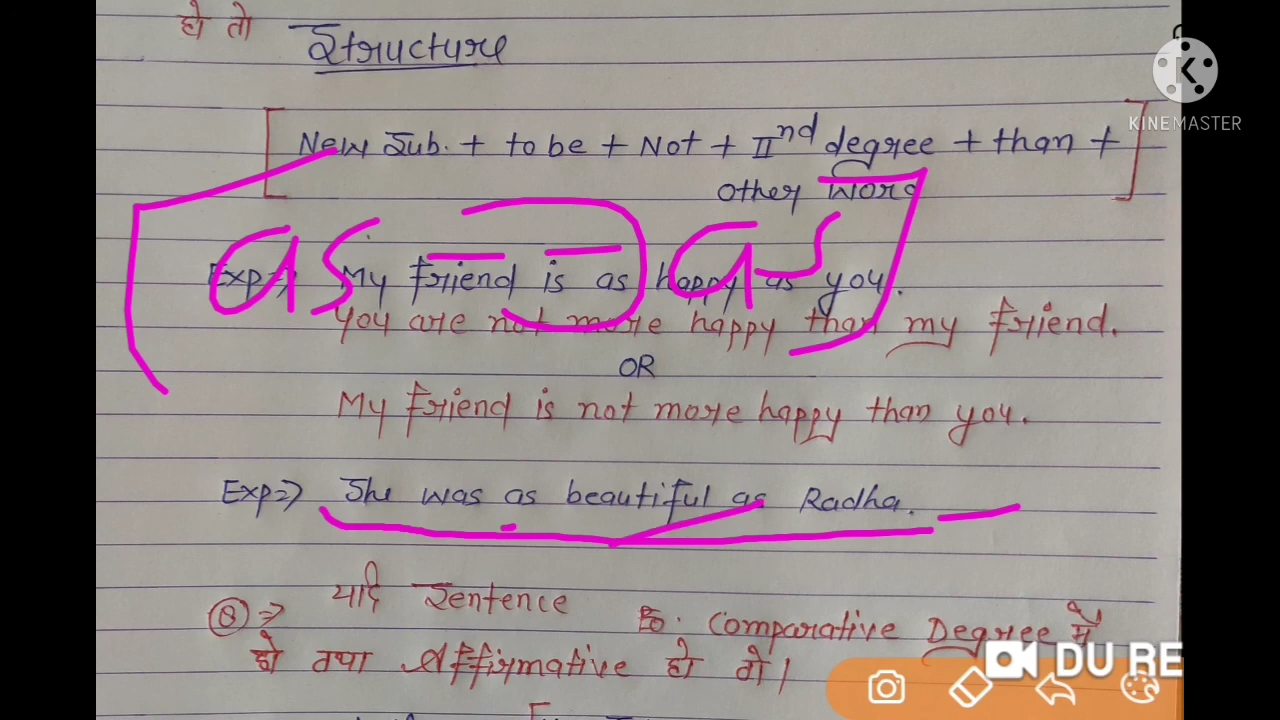 हो तो Structure
[ New Sub. + to be + Not + IInd degree + than +
other word ]
as as
Exp⇒ My friend is as happy as you.
You are not more happy than my friend.
OR
My friend is not more happy than you.
Exp⇒ She was as beautiful as Radha.
⇒ यदि Sentence Comparative Degree में
हो तथा Affirmative हो तो।
KINEMASTER
DU RE